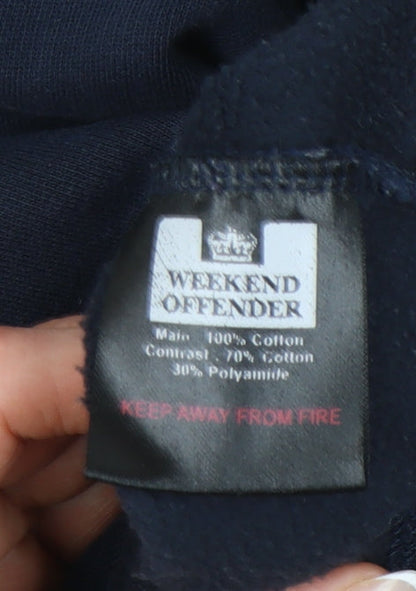 WEEKEND
OFFENDER
Main 100% Cotton
Contrast . 70% Cotton
30% Polyamide
KEEP AWAY FROM FIRE